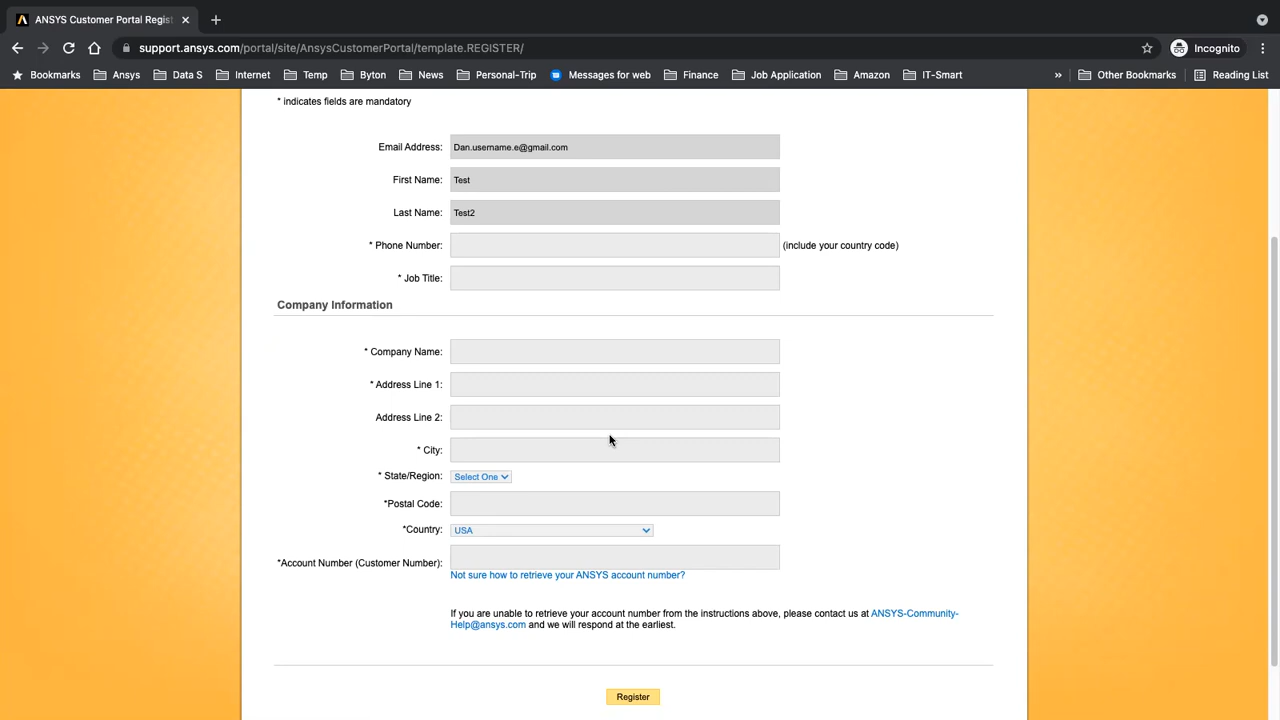 ANSYS Customer Portal Regist
support.ansys.com/portal/site/AnsysCustomerPortal/template.REGISTER/
Incognito
Bookmarks Ansys Data S Internet Temp Byton News Personal-Trip Messages for web Finance Job Application Amazon IT-Smart » Other Bookmarks Reading List
* indicates fields are mandatory
Email Address: Dan.username.e@gmail.com
First Name: Test
Last Name: Test2
* Phone Number: (include your country code)
* Job Title:
Company Information
* Company Name:
* Address Line 1:
Address Line 2:
* City:
* State/Region: Select One
*Postal Code:
*Country: USA
*Account Number (Customer Number):
Not sure how to retrieve your ANSYS account number?
If you are unable to retrieve your account number from the instructions above, please contact us at ANSYS-Community-
Help@ansys.com and we will respond at the earliest.
Register